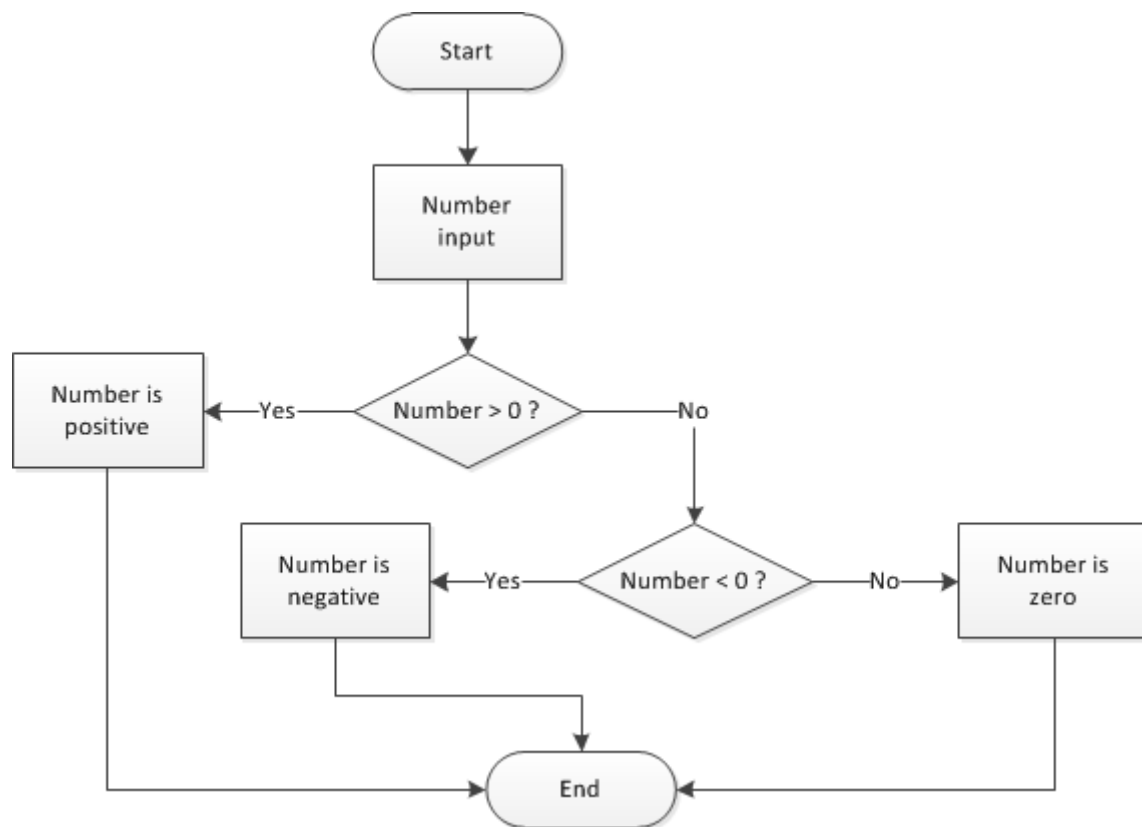 Start
Number
input
Number is
positive
Yes
Number > 0 ?
No
Number is
negative
Yes
Number < 0 ?
No
Number is
zero
End